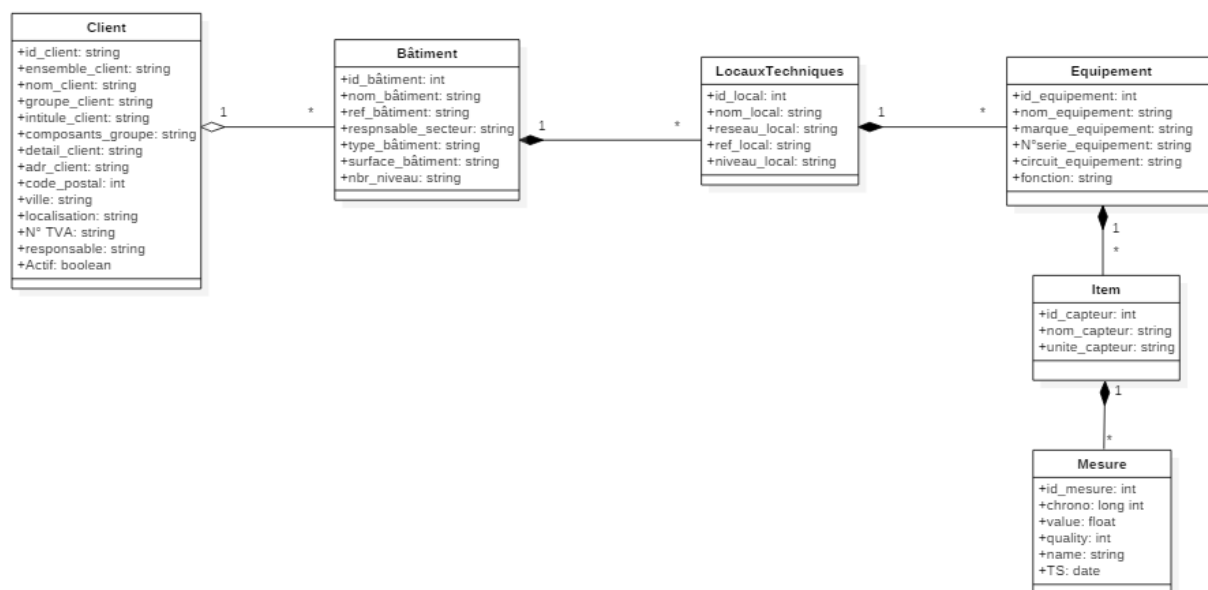 Client
+id_client: string
+ensemble_client: string
+nom_client: string
+groupe_client: string
+intitule_client: string
+composants_groupe: string
+detail_client: string
+adr_client: string
+code_postal: int
+ville: string
+localisation: string
+N° TVA: string
+responsable: string
+Actif: boolean
1
*
Bâtiment
+id_bâtiment: int
+nom_bâtiment: string
+ref_bâtiment: string
+respnsable_secteur: string
+type_bâtiment: string
+surface_bâtiment: string
+nbr_niveau: string
1
*
LocauxTechniques
+id_local: int
+nom_local: string
+reseau_local: string
+ref_local: string
+niveau_local: string
1
*
Equipement
+id_equipement: int
+nom_equipement: string
+marque_equipement: string
+N°serie_equipement: string
+circuit_equipement: string
+fonction: string
1
*
Item
+id_capteur: int
+nom_capteur: string
+unite_capteur: string
1
*
Mesure
+id_mesure: int
+chrono: long int
+value: float
+quality: int
+name: string
+TS: date